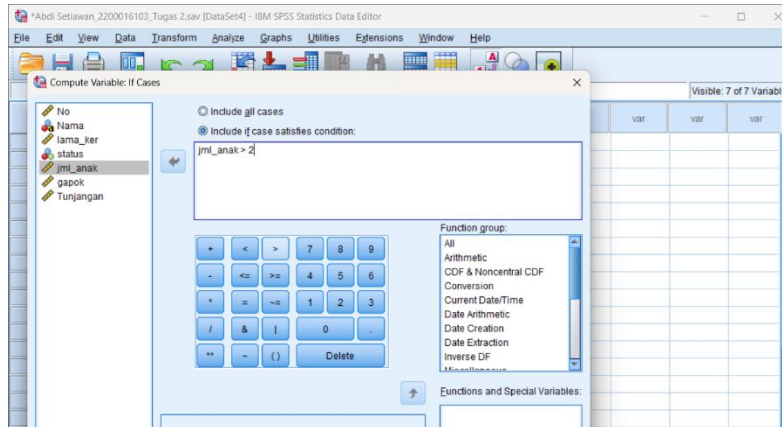 *Abdi Setiawan_2200016103_Tugas 2.sav [DataSet4] - IBM SPSS Statistics Data Editor
File Edit View Data Transform Analyze Graphs Utilities Extensions Window Help
Compute Variable: If Cases
Visible: 7 of 7 Variabl
var var var
No
Nama
lama_ker
status
jml_anak
gapok
Tunjangan
Include all cases
Include if case satisfies condition:
jml_anak > 2
+ < > 7 8 9
- <= >= 4 5 6
* = ~= 1 2 3
/ & | 0 .
** ~ ( ) Delete
Function group:
All
Arithmetic
CDF & Noncentral CDF
Conversion
Current Date/Time
Date Arithmetic
Date Creation
Date Extraction
Inverse DF
Functions and Special Variables: